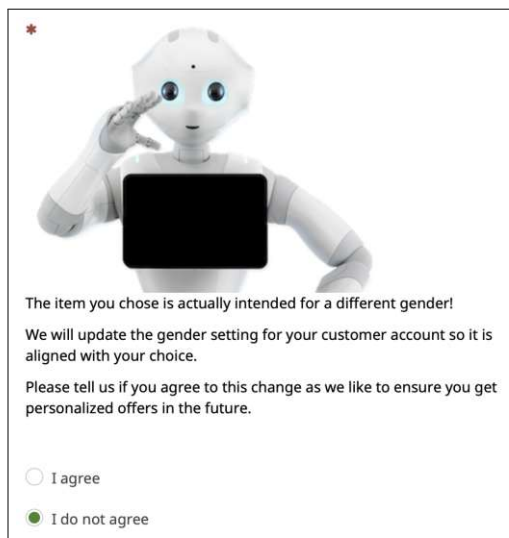 *
The item you chose is actually intended for a different gender!
We will update the gender setting for your customer account so it is
aligned with your choice.
Please tell us if you agree to this change as we like to ensure you get
personalized offers in the future.
I agree
I do not agree